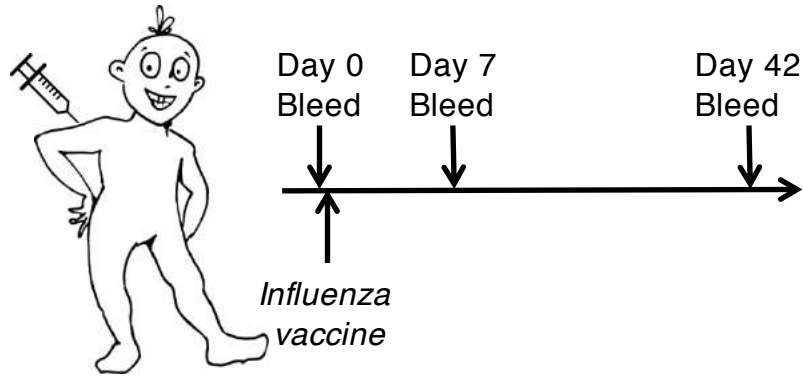 Day 0
Bleed
Day 7
Bleed
Day 42
Bleed
Influenza
vaccine